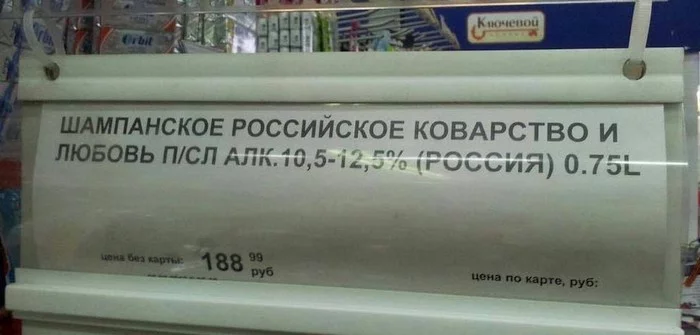 Orbit
Orbit
Ключевой
ШАМПАНСКОЕ РОССИЙСКОЕ КОВАРСТВО И
ЛЮБОВЬ П/СЛ АЛК.10,5-12,5% (РОССИЯ) 0.75L
цена без карты: 188 99 руб
цена по карте, руб: